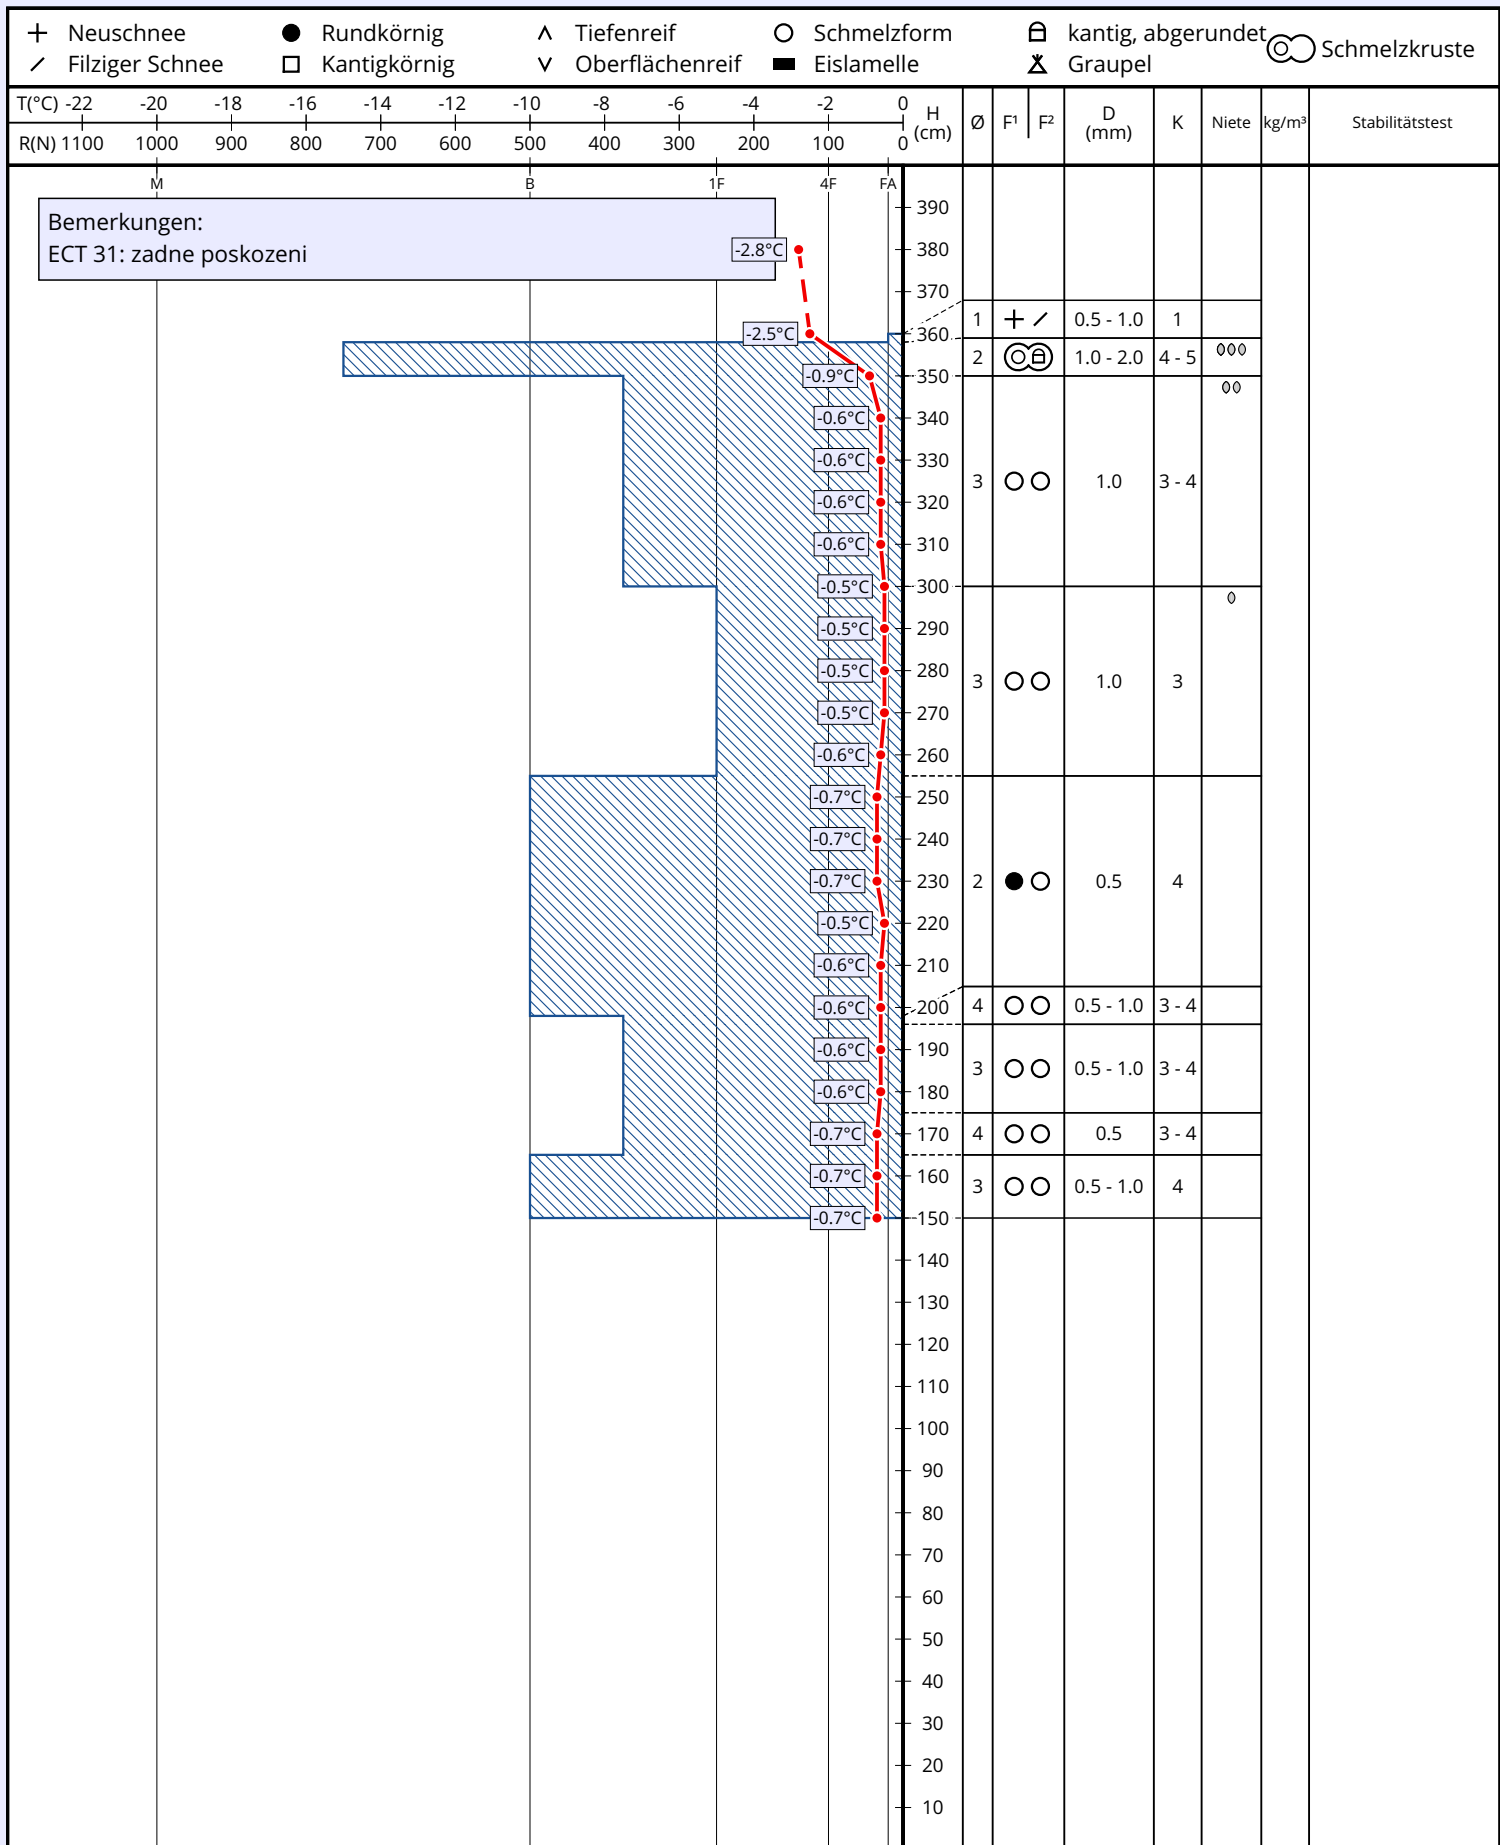 Neuschnee Rundkörnig Tiefenreif Schmelzform kantig, abgerundet Schmelzkruste
Filziger Schnee Kantigkörnig Oberflächenreif Eislamelle Graupel
T(°C) -22 -20 -18 -16 -14 -12 -10 -8 -6 -4 -2 0
R(N) 1100 1000 900 800 700 600 500 400 300 200 100 0
H (cm) Ø F¹ F² D (mm) K Niete kg/m³ Stabilitätstest
M B 1F 4F FA
Bemerkungen:
ECT 31: zadne poskozeni
390
-2.8°C 380
370
1 0.5 - 1.0 1
-2.5°C 360
2 1.0 - 2.0 4 - 5
-0.9°C 350
-0.6°C 340
-0.6°C 330
3 1.0 3 - 4
-0.6°C 320
-0.6°C 310
-0.5°C 300
-0.5°C 290
-0.5°C 280
3 1.0 3
-0.5°C 270
-0.6°C 260
-0.7°C 250
-0.7°C 240
-0.7°C 230 2 0.5 4
-0.5°C 220
-0.6°C 210
-0.6°C 200 4 0.5 - 1.0 3 - 4
-0.6°C 190
3 0.5 - 1.0 3 - 4
-0.6°C 180
-0.7°C 170 4 0.5 3 - 4
-0.7°C 160
3 0.5 - 1.0 4
-0.7°C 150
140
130
120
110
100
90
80
70
60
50
40
30
20
10